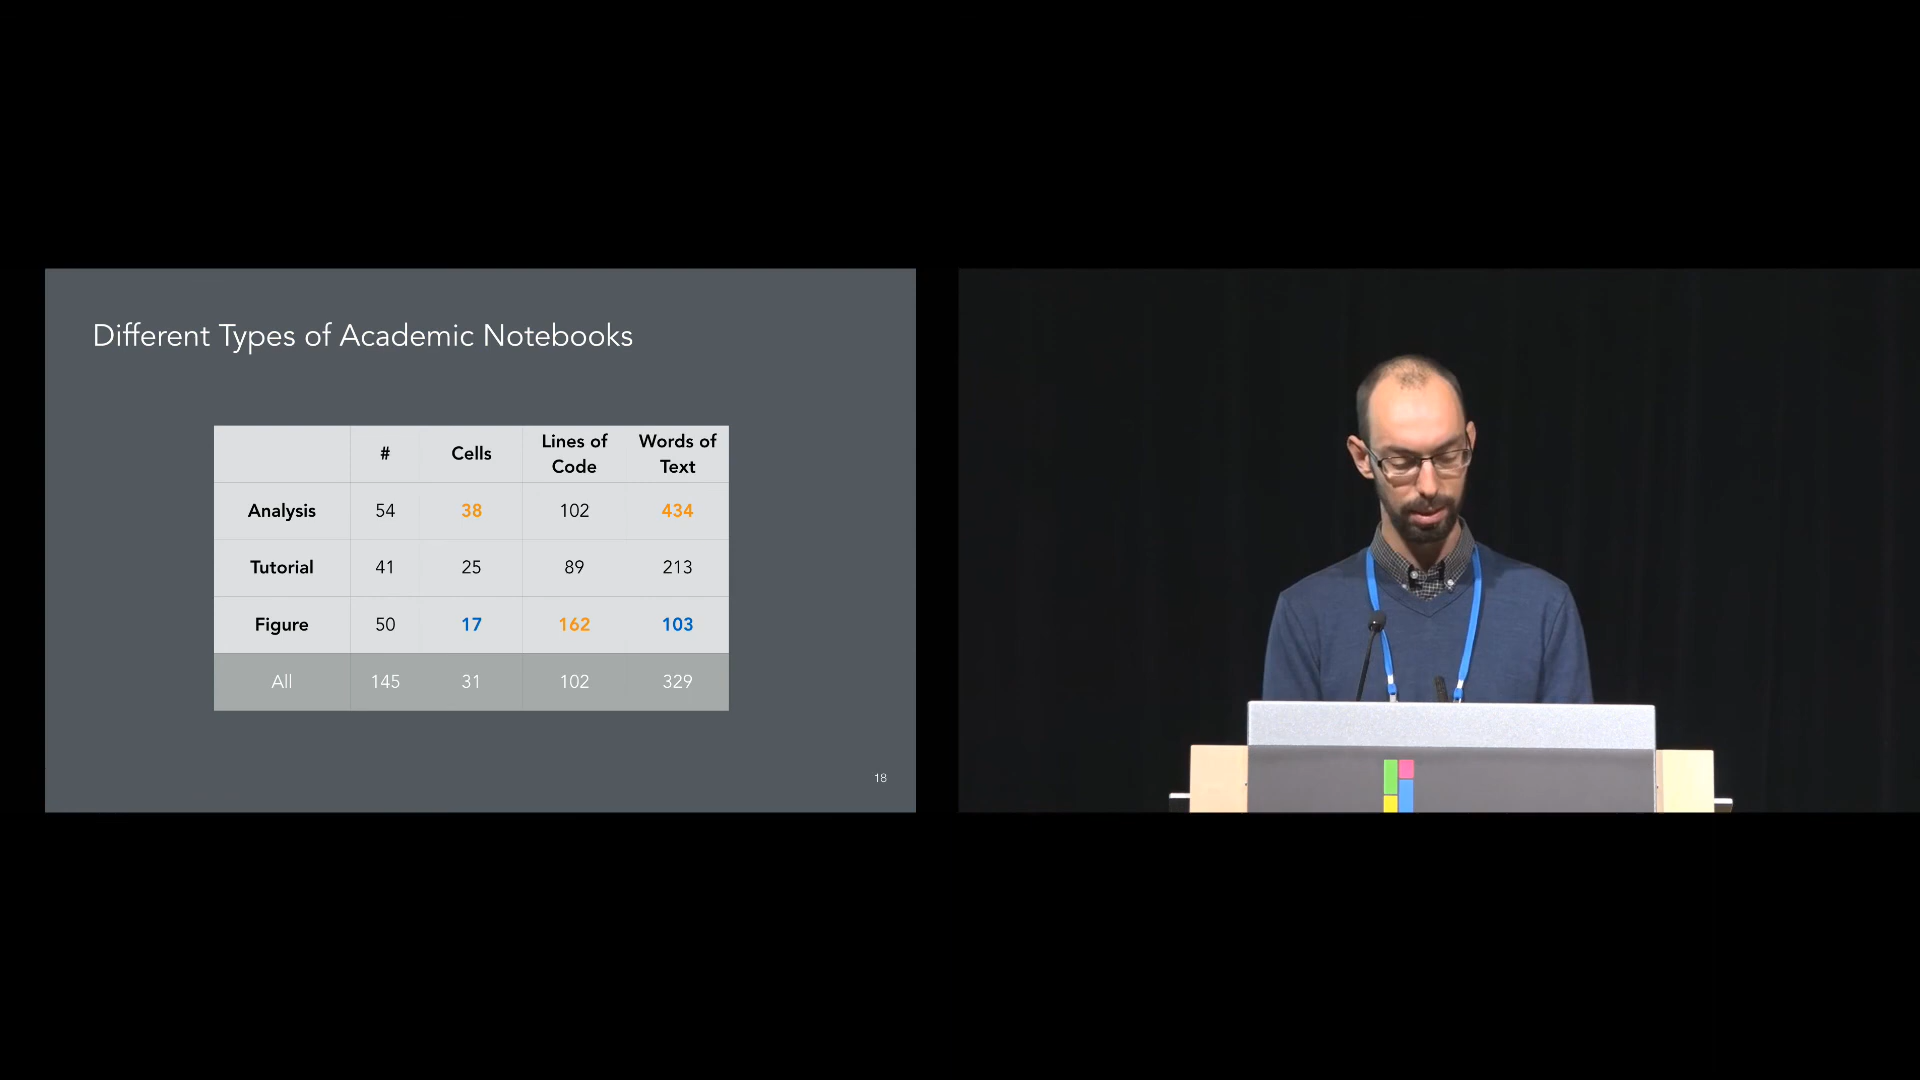 Different Types of Academic Notebooks
# Cells Lines of Code Words of Text
Analysis 54 38 102 434
Tutorial 41 25 89 213
Figure 50 17 162 103
All 145 31 102 329
18